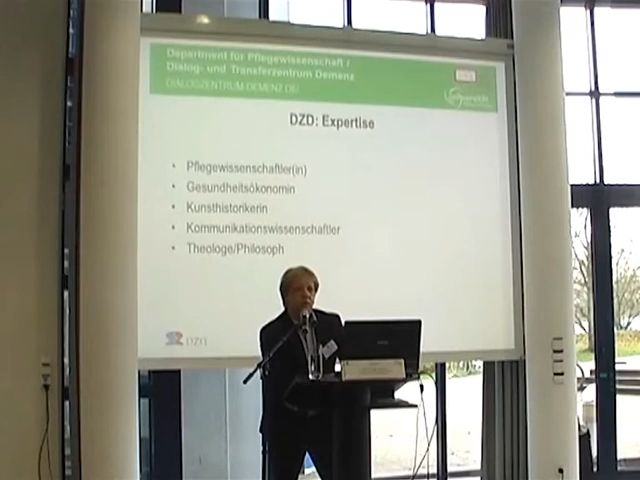 Department für Pflegewissenschaft /
Dialog- und Transferzentrum Demenz
DIALOGZENTRUM-DEMENZ.DE/
DZD: Expertise
• Pflegewissenschaftler(in)
• Gesundheitsökonomin
• Kunsthistorikerin
• Kommunikationswissenschaftler
• Theologe/Philosoph
DZD